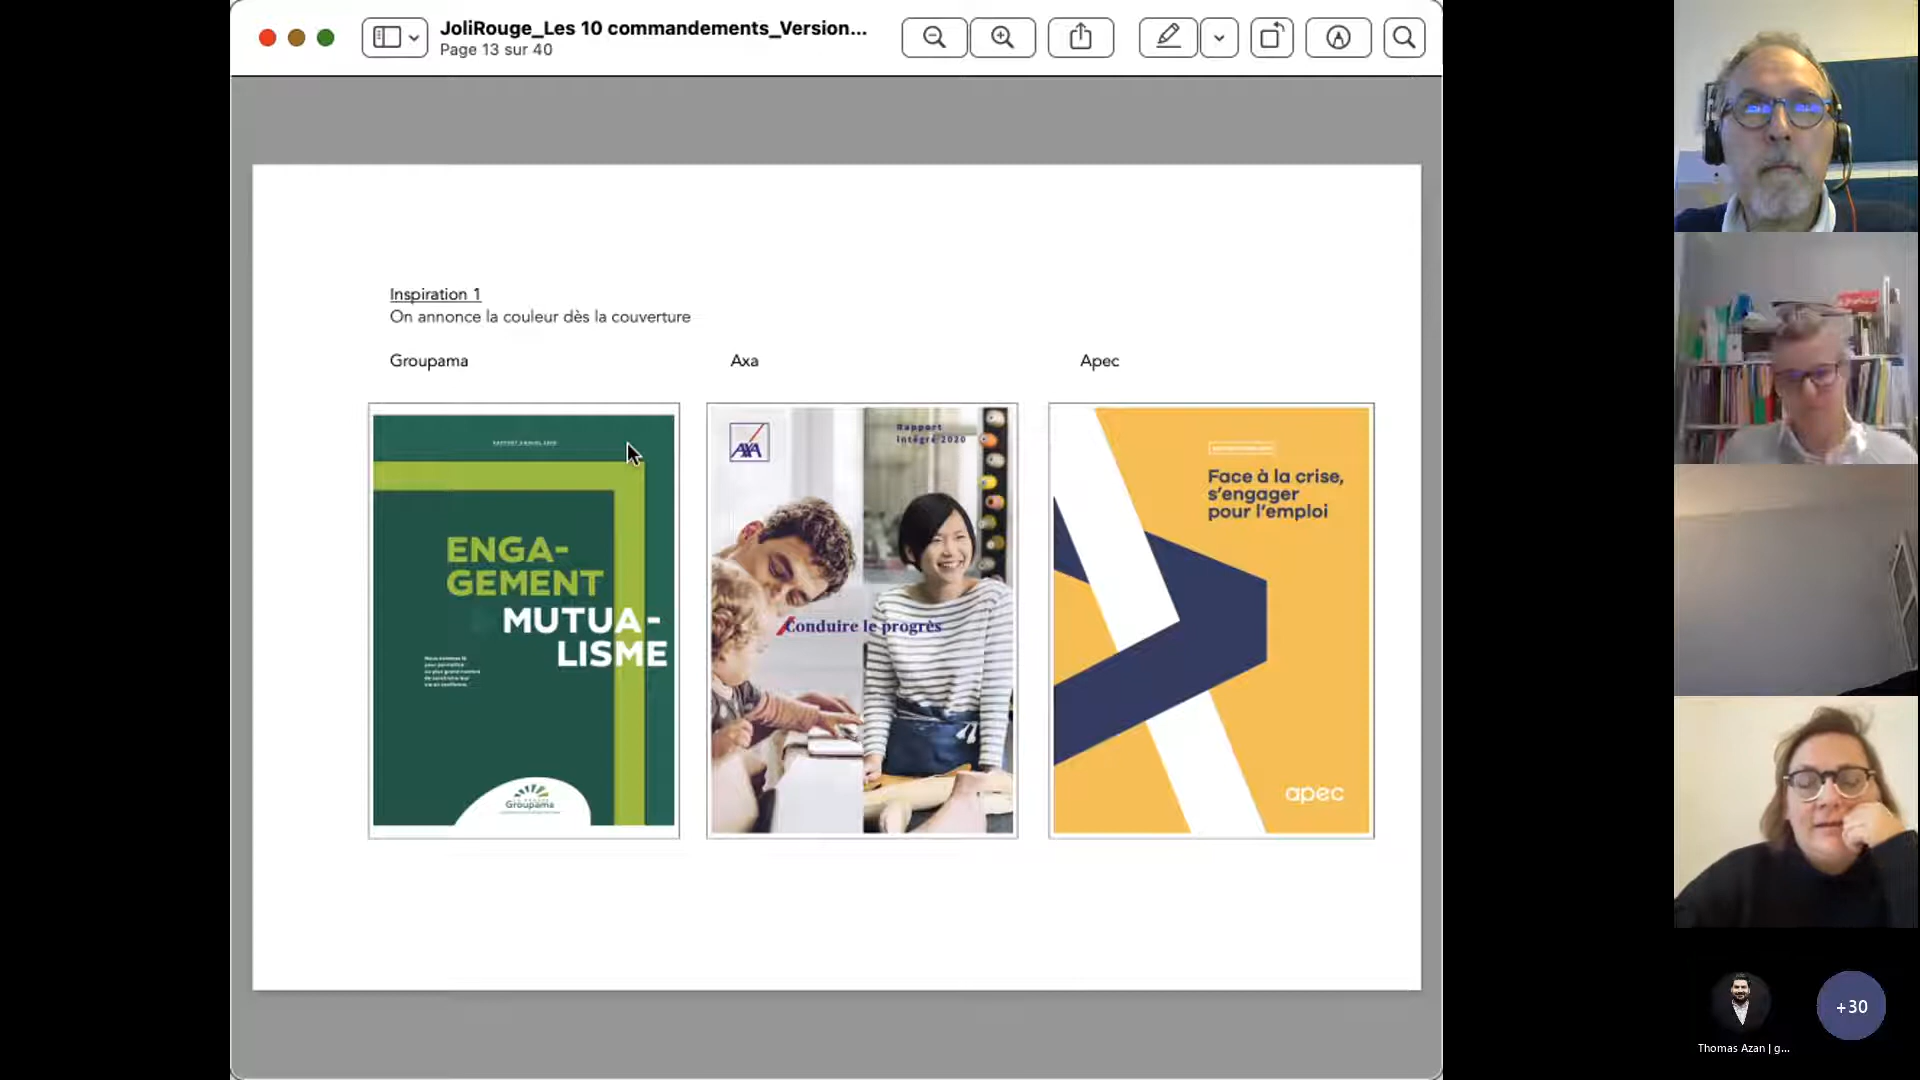 JoliRouge_Les 10 commandements_Version...
Page 13 sur 40
Inspiration 1
On annonce la couleur dès la couverture
Groupama
Axa
Apec
RAPPORT ANNUEL
ENGA-
GEMENT
MUTUA-
LISME
Groupama
AXA
Rapport
Intégré 2020
Conduire le progrès
Face à la crise,
s'engager
pour l'emploi
apec
+30
Thomas Azan | g...